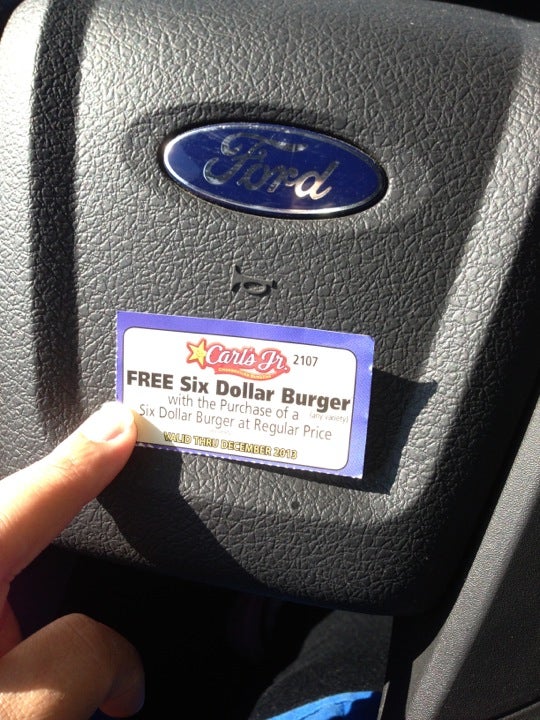 Ford
Carl's Jr. 2107
FREE Six Dollar Burger
with the Purchase of a (any variety)
Six Dollar Burger at Regular Price
VALID THRU DECEMBER 2013